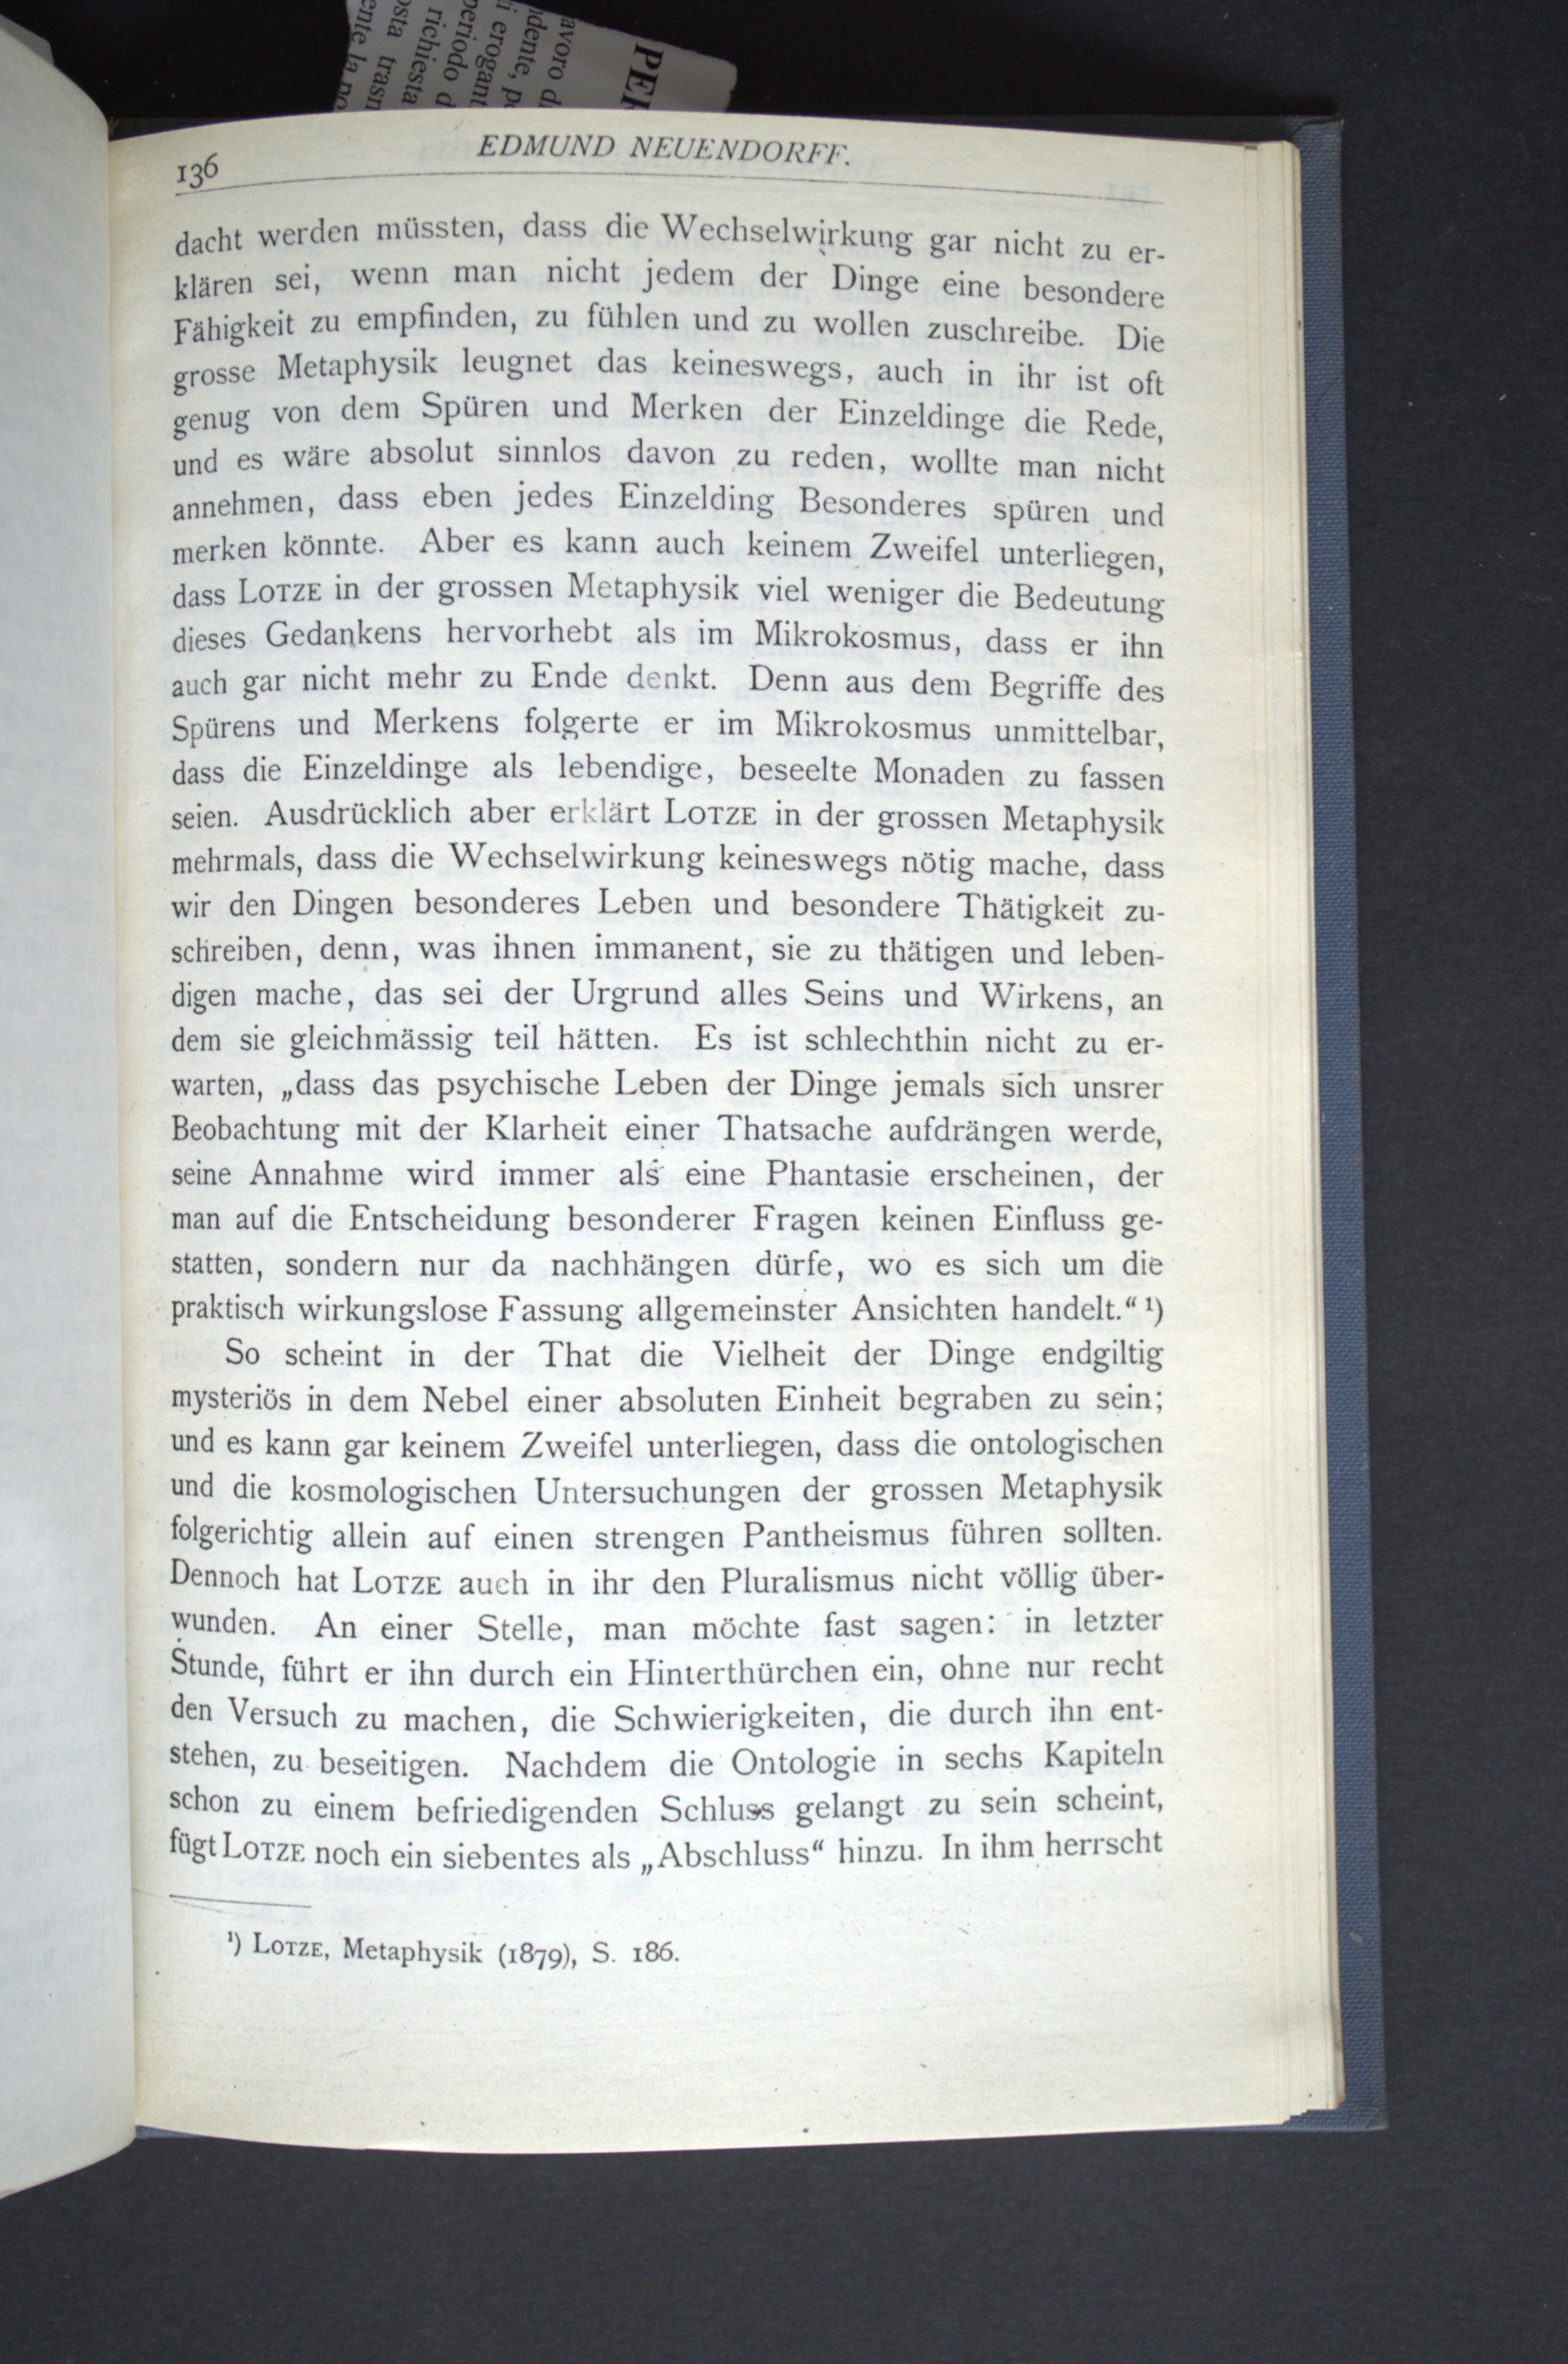 136
EDMUND NEUENDORFF.
dacht werden müssten, dass die Wechselwirkung gar nicht zu er-
klären sei, wenn man nicht jedem der Dinge eine besondere
Fähigkeit zu empfinden, zu fühlen und zu wollen zuschreibe. Die
grosse Metaphysik leugnet das keineswegs, auch in ihr ist oft
genug von dem Spüren und Merken der Einzeldinge die Rede,
und es wäre absolut sinnlos davon zu reden, wollte man nicht
annehmen, dass eben jedes Einzelding Besonderes spüren und
merken könnte. Aber es kann auch keinem Zweifel unterliegen,
dass LOTZE in der grossen Metaphysik viel weniger die Bedeutung
dieses Gedankens hervorhebt als im Mikrokosmus, dass er ihn
auch gar nicht mehr zu Ende denkt. Denn aus dem Begriffe des
Spürens und Merkens folgerte er im Mikrokosmus unmittelbar,
dass die Einzeldinge als lebendige, beseelte Monaden zu fassen
seien. Ausdrücklich aber erklärt LOTZE in der grossen Metaphysik
mehrmals, dass die Wechselwirkung keineswegs nötig mache, dass
wir den Dingen besonderes Leben und besondere Thätigkeit zu-
schreiben, denn, was ihnen immanent, sie zu thätigen und leben-
digen mache, das sei der Urgrund alles Seins und Wirkens, an
dem sie gleichmässig teil hätten. Es ist schlechthin nicht zu er-
warten, „dass das psychische Leben der Dinge jemals sich unsrer
Beobachtung mit der Klarheit einer Thatsache aufdrängen werde,
seine Annahme wird immer als eine Phantasie erscheinen, der
man auf die Entscheidung besonderer Fragen keinen Einfluss ge-
statten, sondern nur da nachhängen dürfe, wo es sich um die
praktisch wirkungslose Fassung allgemeinster Ansichten handelt.“ ¹)
So scheint in der That die Vielheit der Dinge endgiltig
mysteriös in dem Nebel einer absoluten Einheit begraben zu sein;
und es kann gar keinem Zweifel unterliegen, dass die ontologischen
und die kosmologischen Untersuchungen der grossen Metaphysik
folgerichtig allein auf einen strengen Pantheismus führen sollten.
Dennoch hat LOTZE auch in ihr den Pluralismus nicht völlig über-
wunden. An einer Stelle, man möchte fast sagen: in letzter
Stunde, führt er ihn durch ein Hinterthürchen ein, ohne nur recht
den Versuch zu machen, die Schwierigkeiten, die durch ihn ent-
stehen, zu beseitigen. Nachdem die Ontologie in sechs Kapiteln
schon zu einem befriedigenden Schluss gelangt zu sein scheint,
fügt LOTZE noch ein siebentes als „Abschluss“ hinzu. In ihm herrscht
¹) LOTZE, Metaphysik (1879), S. 186.